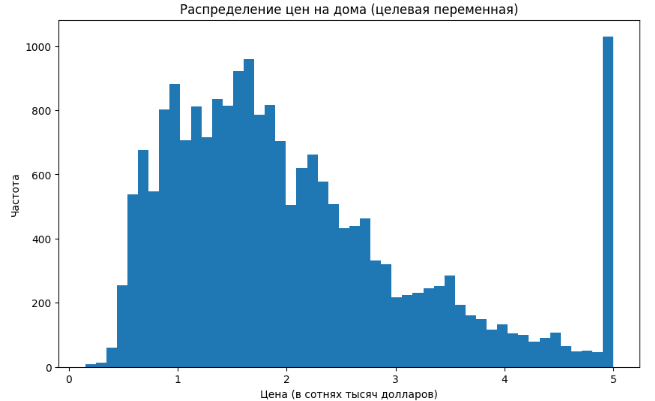 Распределение цен на дома (целевая переменная)
1000
800
600
400
200
0
Частота
0 1 2 3 4 5
Цена (в сотнях тысяч долларов)